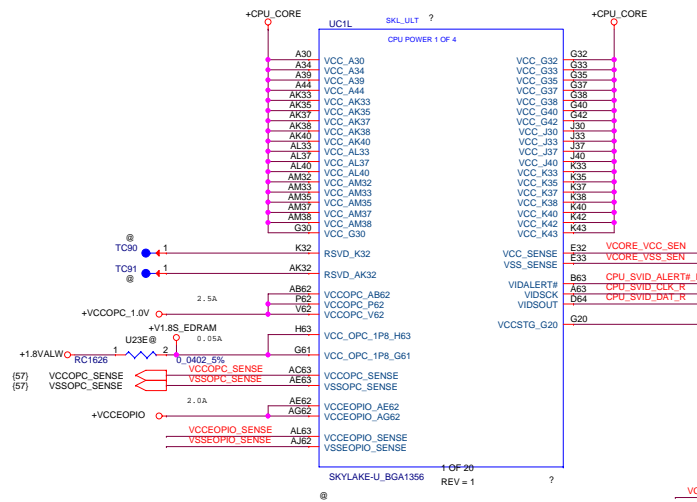 +CPU_CORE
UC1L
SKL_ULT
?
+CPU_CORE
CPU POWER 1 OF 4
A30 VCC_A30 VCC_G32 G32
A34 VCC_A34 VCC_G33 G33
A39 VCC_A39 VCC_G35 G35
A44 VCC_A44 VCC_G37 G37
AK33 VCC_AK33 VCC_G38 G38
AK35 VCC_AK35 VCC_G40 G40
AK37 VCC_AK37 VCC_G42 G42
AK38 VCC_AK38 VCC_J30 J30
AK40 VCC_AK40 VCC_J33 J33
AL33 VCC_AL33 VCC_J37 J37
AL37 VCC_AL37 VCC_J40 J40
AL40 VCC_AL40 VCC_K33 K33
AM32 VCC_AM32 VCC_K35 K35
AM33 VCC_AM33 VCC_K37 K37
AM35 VCC_AM35 VCC_K38 K38
AM37 VCC_AM37 VCC_K40 K40
AM38 VCC_AM38 VCC_K42 K42
G30 VCC_G30 VCC_K43 K43
@
TC90 1 K32 RSVD_K32 VCC_SENSE E32 VCORE_VCC_SEN
VSS_SENSE E33 VCORE_VSS_SEN
TC91 1 AK32 RSVD_AK32
@
VIDALERT# B63 CPU_SVID_ALERT#_
VIDSCK A63 CPU_SVID_CLK_R
VIDSOUT D64 CPU_SVID_DAT_R
2.5A
AB62 VCCOPC_AB62
P62 VCCOPC_P62
+VCCOPC_1.0V V62 VCCOPC_V62
VCCSTG_G20 G20
+V1.8S_EDRAM
U23E@ 0.05A
H63 VCC_OPC_1P8_H63
+1.8VALW 1 2 G61 VCC_OPC_1P8_G61
RC1626 0_0402_5%
{57} VCCOPC_SENSE VCCOPC_SENSE AC63 VCCOPC_SENSE
{57} VSSOPC_SENSE VSSOPC_SENSE AE63 VSSOPC_SENSE
2.0A
AE62 VCCEOPIO_AE62
+VCCEOPIO AG62 VCCEOPIO_AG62
VCCEOPIO_SENSE AL63 VCCEOPIO_SENSE
VSSEOPIO_SENSE AJ62 VSSEOPIO_SENSE
1 OF 20
SKYLAKE-U_BGA1356
REV = 1
?
@